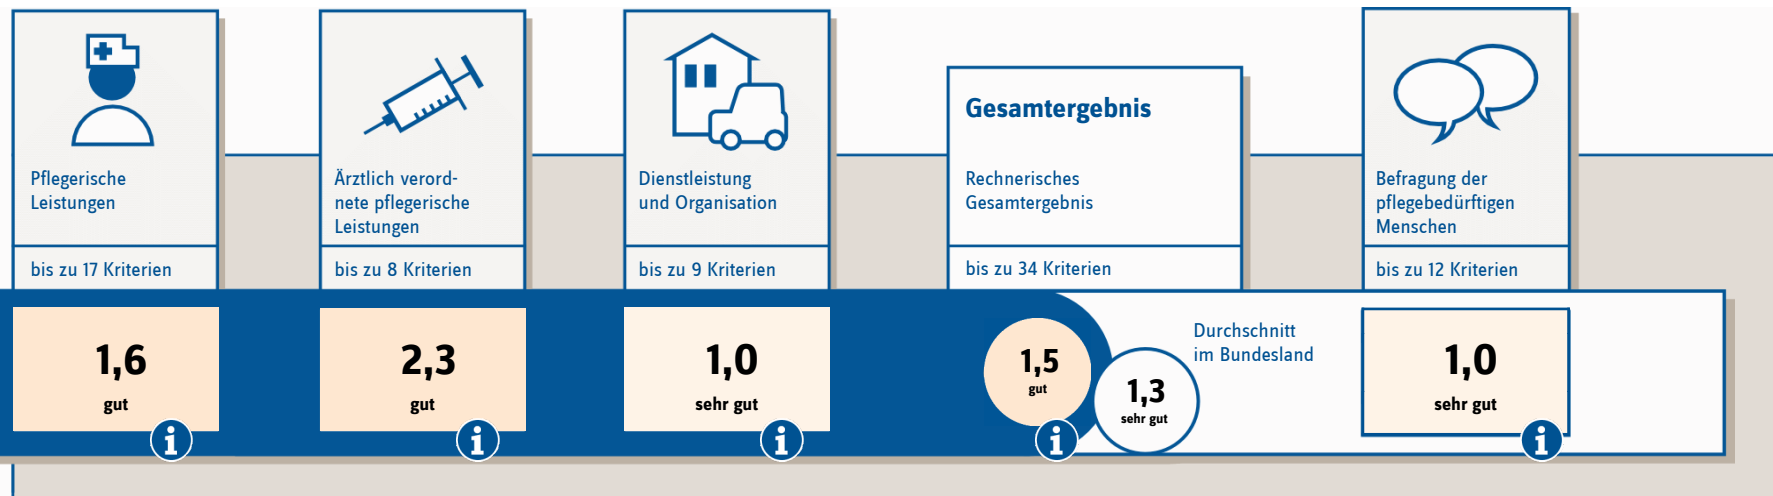 Pflegerische
Leistungen
bis zu 17 Kriterien
1,6
gut
Ärztlich verord-
nete pflegerische
Leistungen
bis zu 8 Kriterien
2,3
gut
Dienstleistung
und Organisation
bis zu 9 Kriterien
1,0
sehr gut
Gesamtergebnis
Rechnerisches
Gesamtergebnis
bis zu 34 Kriterien
1,5
gut
1,3
sehr gut
Durchschnitt
im Bundesland
Befragung der
pflegebedürftigen
Menschen
bis zu 12 Kriterien
1,0
sehr gut
i
i
i
i
i